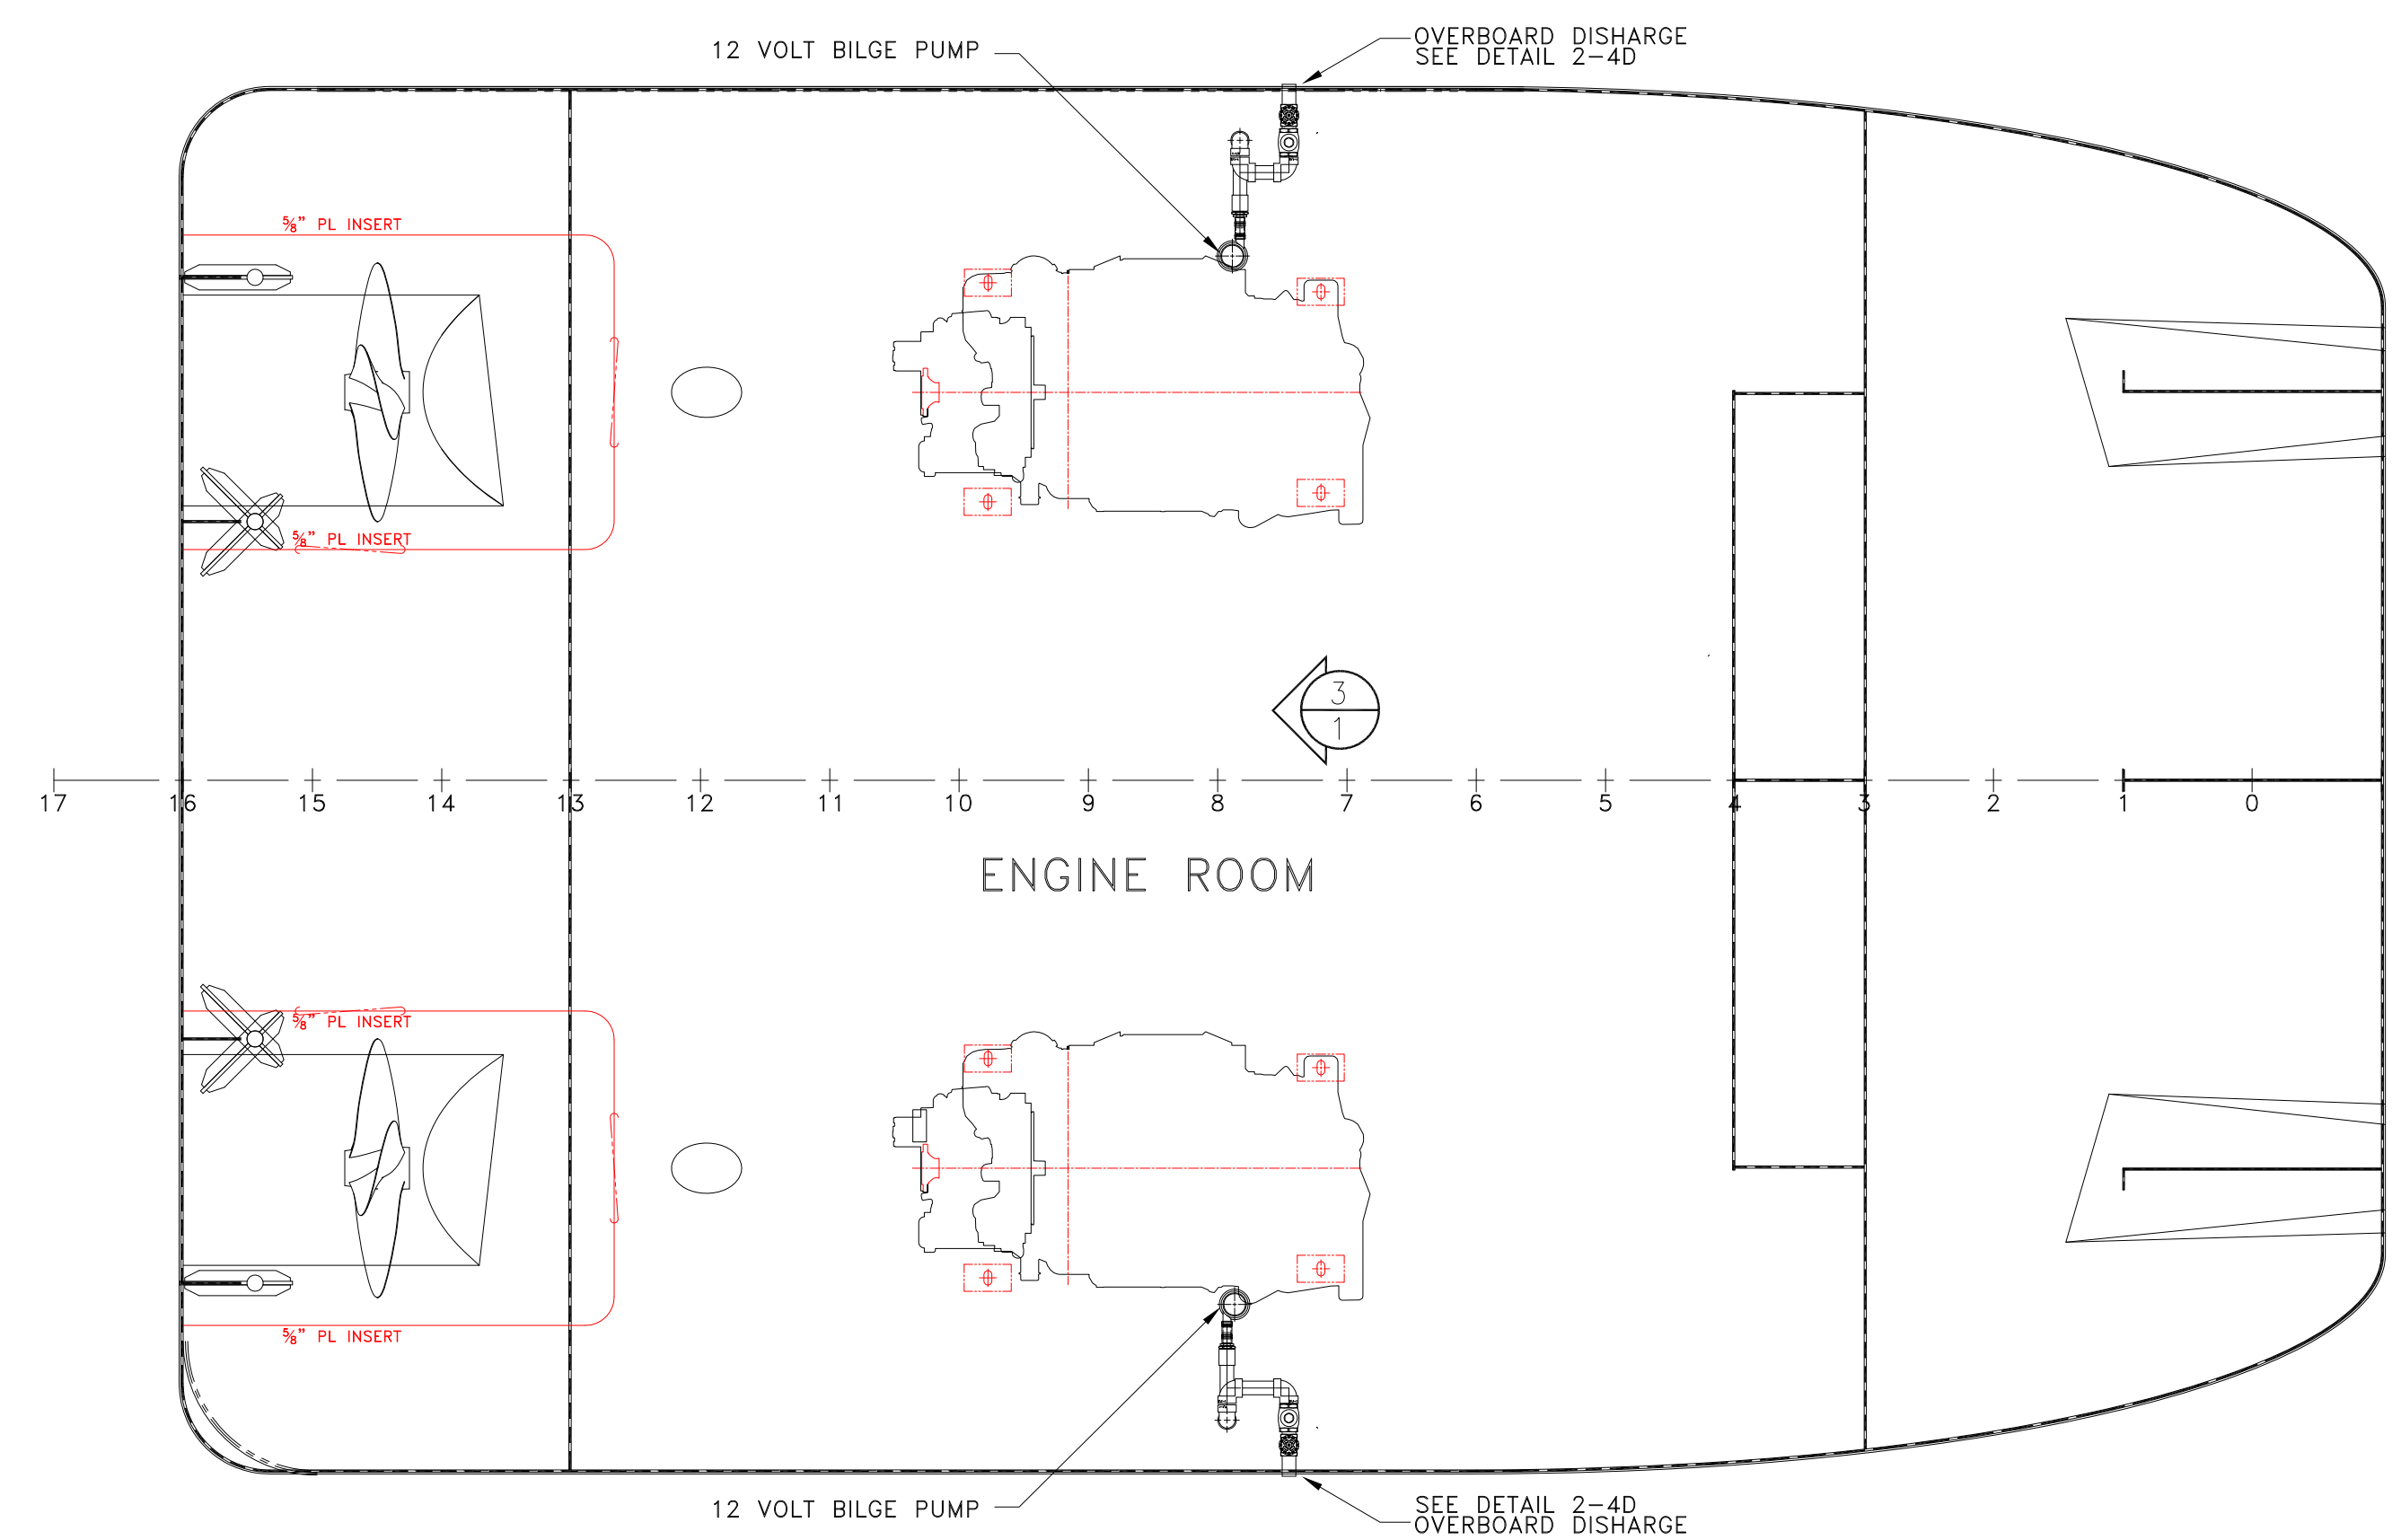 OVERBOARD DISHARGE
12 VOLT BILGE PUMP
SEE DETAIL 2-4D
⅝" PL INSERT
⅝" PL INSERT
3
1
17 16 15 14 13 12 11 10 9 8 7 6 5 4 3 2 1 0
ENGINE ROOM
⅝" PL INSERT
⅝" PL INSERT
12 VOLT BILGE PUMP
SEE DETAIL 2-4D
OVERBOARD DISHARGE